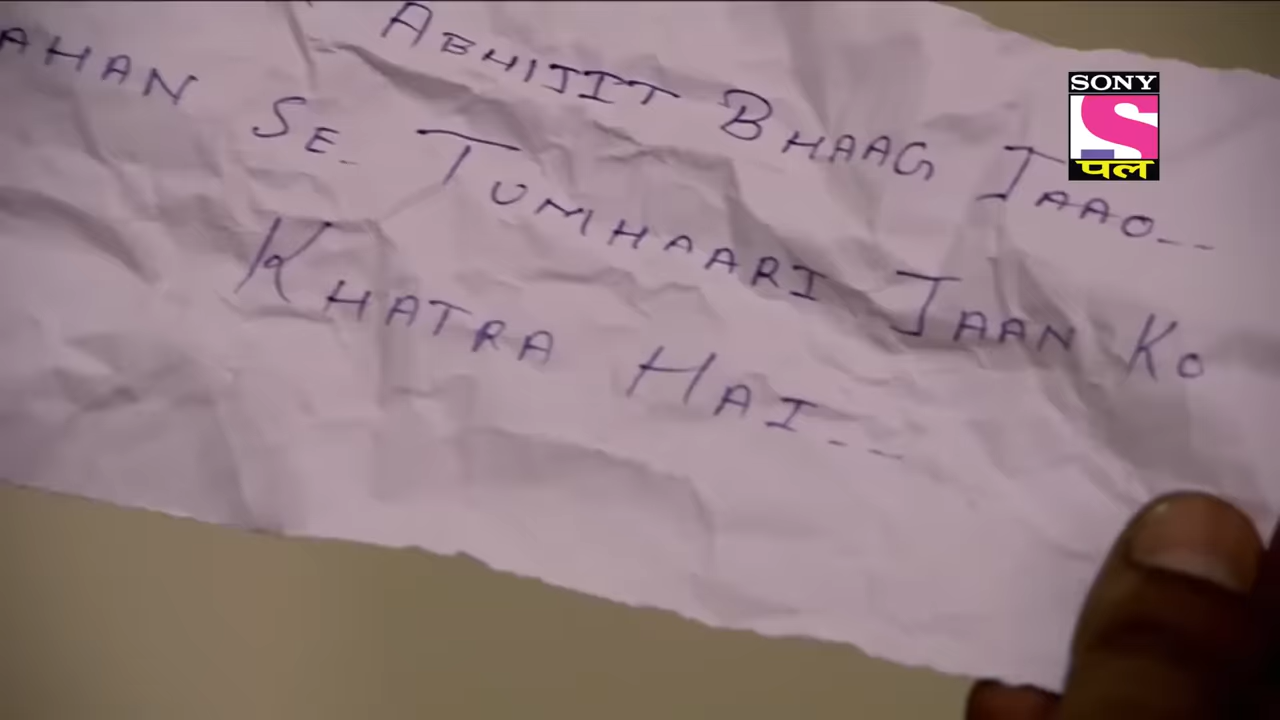 ABHIJIT BHAAG JAAO...
AHAN SE. TUMHAARI JAAN KO
KHATRA HAI...
SONY
S
पल